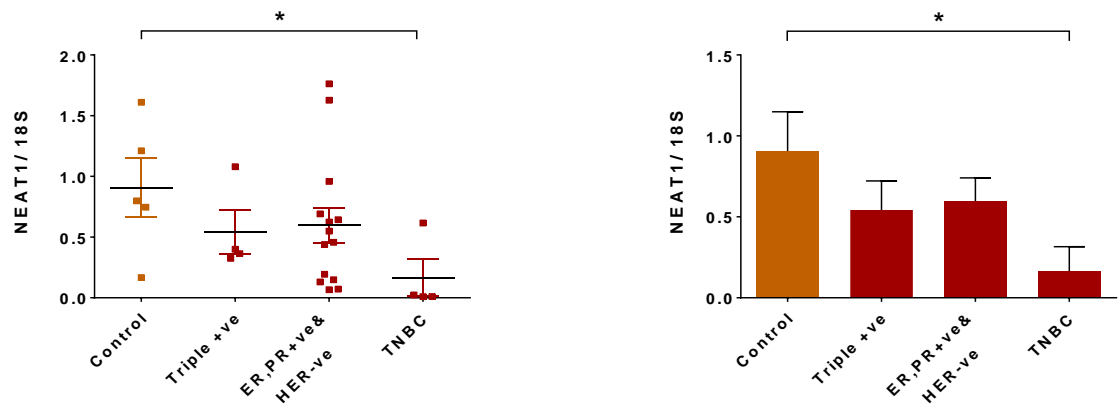 *
2.0
1.5
1.0
0.5
0.0
NEAT1/ 18S
Control
Triple +ve
ER,PR+ve&
HER-ve
TNBC
*
1.5
1.0
0.5
0.0
NEAT1/ 18S
Control
Triple +ve
ER,PR+ve&
HER-ve
TNBC